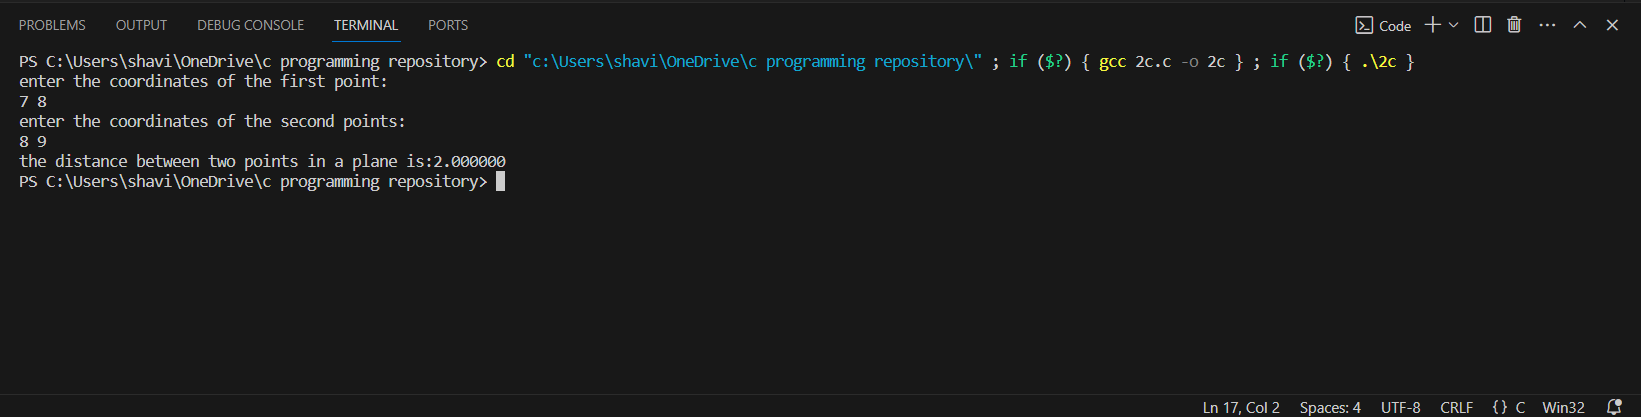 PROBLEMS OUTPUT DEBUG CONSOLE TERMINAL PORTS Code
PS C:\Users\shavi\OneDrive\c programming repository> cd "c:\Users\shavi\OneDrive\c programming repository\" ; if ($?) { gcc 2c.c -o 2c } ; if ($?) { .\2c }
enter the coordinates of the first point:
7 8
enter the coordinates of the second points:
8 9
the distance between two points in a plane is:2.000000
PS C:\Users\shavi\OneDrive\c programming repository>
Ln 17, Col 2 Spaces: 4 UTF-8 CRLF {} C Win32